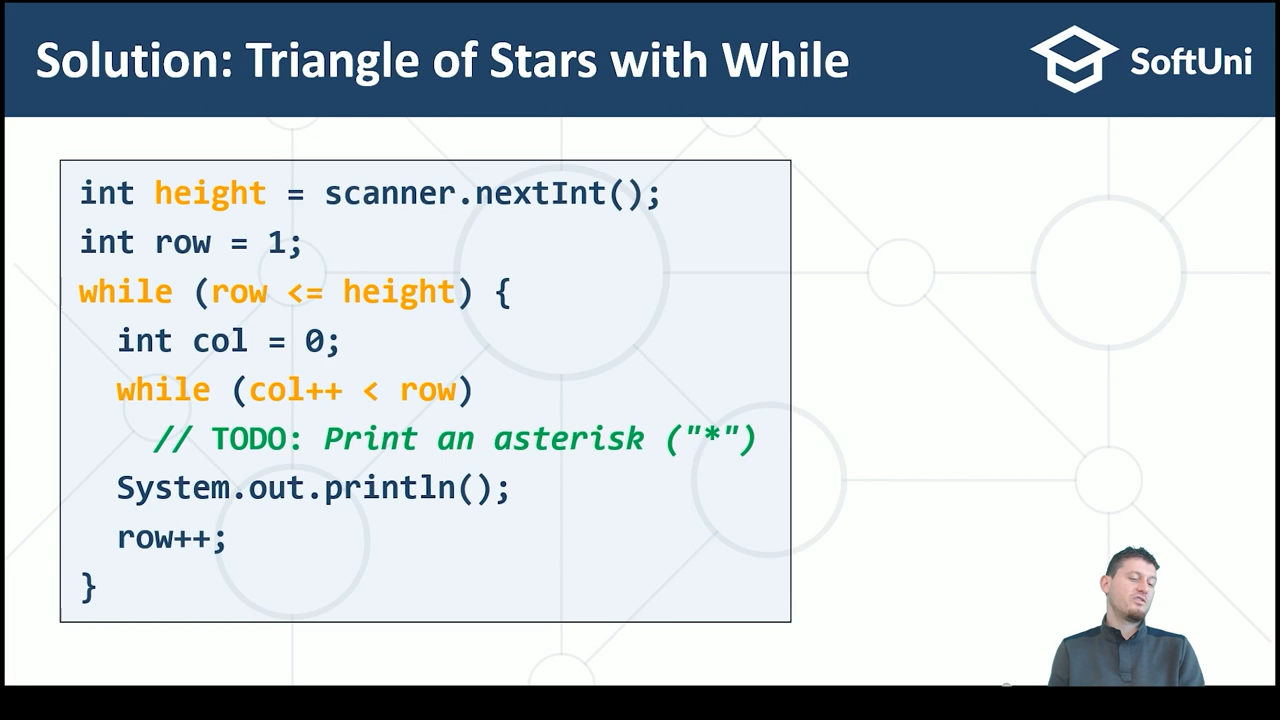 Solution: Triangle of Stars with While
SoftUni
int height = scanner.nextInt();
int row = 1;
while (row <= height) {
  int col = 0;
  while (col++ < row)
    // TODO: Print an asterisk ("*")
  System.out.println();
  row++;
}